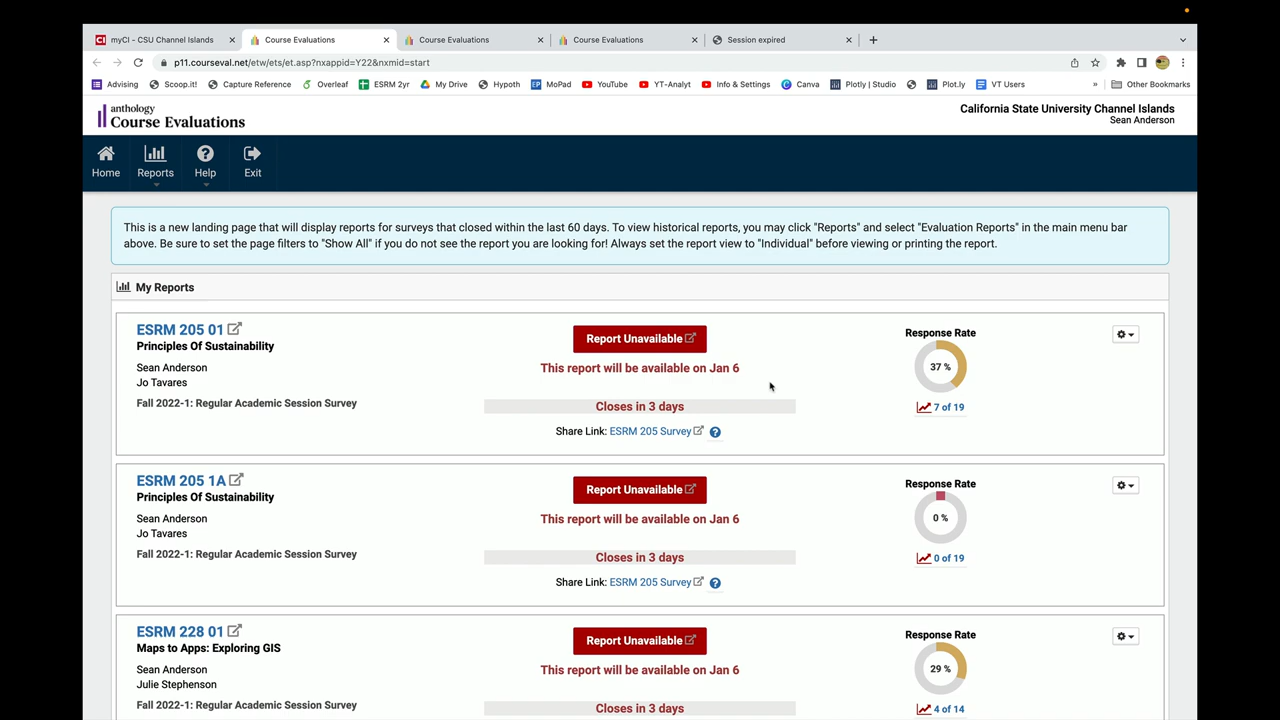 myCI - CSU Channel Islands
Course Evaluations
Course Evaluations
Course Evaluations
Session expired
p11.courseval.net/etw/ets/et.asp?nxappid=Y22&nxmid=start
Advising
Scoop.it!
Capture Reference
Overleaf
ESRM 2yr
My Drive
Hypoth
MoPad
YouTube
YT-Analyt
Info & Settings
Canva
Plotly | Studio
Plot.ly
VT Users
»
Other Bookmarks
anthology
Course Evaluations
California State University Channel Islands
Sean Anderson
Home
Reports
Help
Exit
This is a new landing page that will display reports for surveys that closed within the last 60 days. To view historical reports, you may click "Reports" and select "Evaluation Reports" in the main menu bar
above. Be sure to set the page filters to "Show All" if you do not see the report you are looking for! Always set the report view to "Individual" before viewing or printing the report.
My Reports
ESRM 205 01
Principles Of Sustainability
Sean Anderson
Jo Tavares
Fall 2022-1: Regular Academic Session Survey
Report Unavailable
This report will be available on Jan 6
Closes in 3 days
Share Link: ESRM 205 Survey
Response Rate
37 %
7 of 19
ESRM 205 1A
Principles Of Sustainability
Sean Anderson
Jo Tavares
Fall 2022-1: Regular Academic Session Survey
Report Unavailable
This report will be available on Jan 6
Closes in 3 days
Share Link: ESRM 205 Survey
Response Rate
0 %
0 of 19
ESRM 228 01
Maps to Apps: Exploring GIS
Sean Anderson
Julie Stephenson
Fall 2022-1: Regular Academic Session Survey
Report Unavailable
This report will be available on Jan 6
Closes in 3 days
Response Rate
29 %
4 of 14